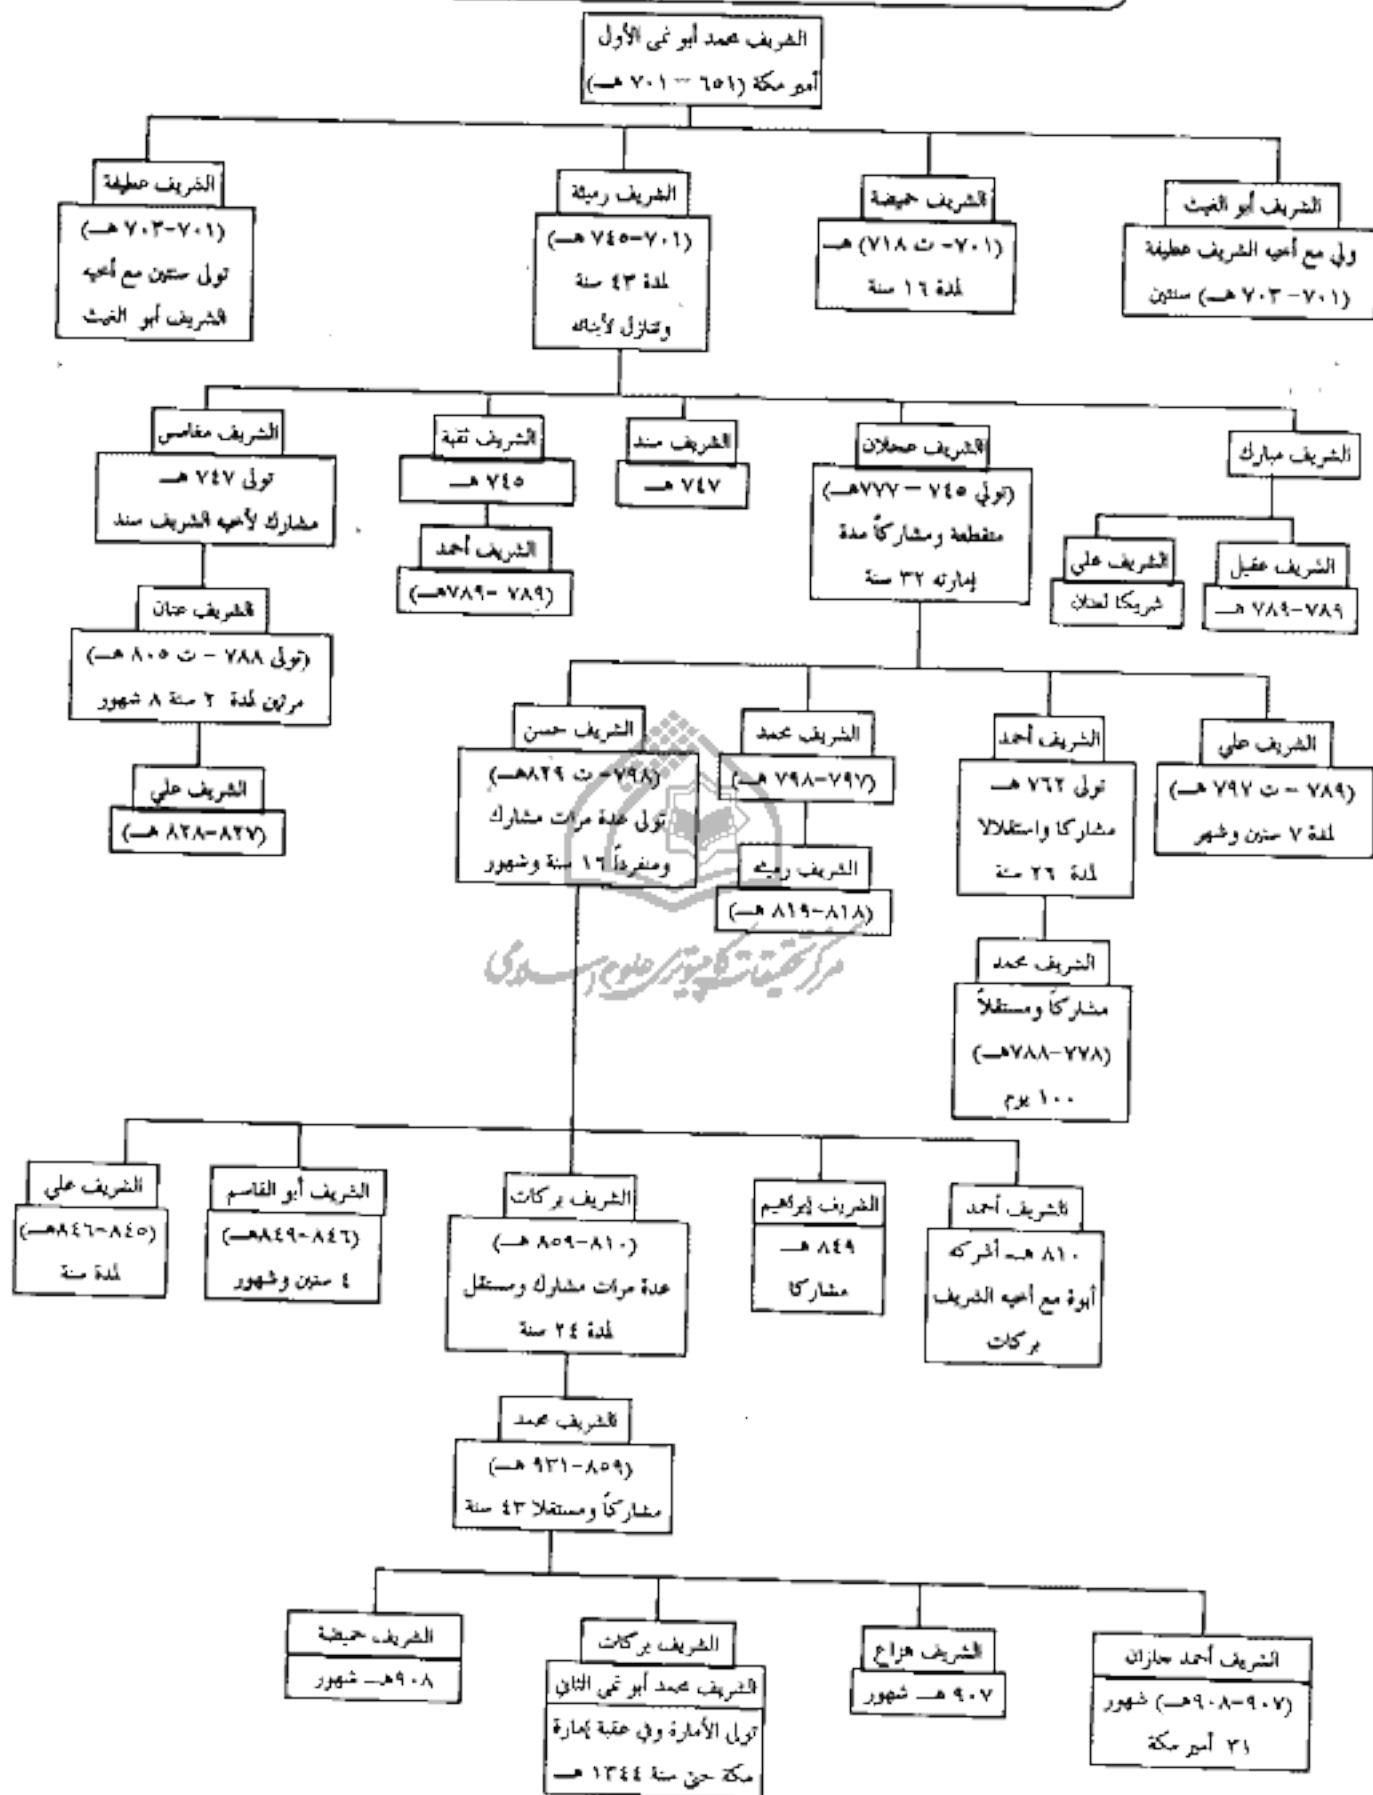 الشريف محمد أبو نمى الأول
أمير مكة (٦٥١ – ٧٠١ هـ)
الشريف أبو الغيث
ولي مع أخيه الشريف عطيفة
(٧٠١ – ٧٠٣ هـ) سنتين
الشريف حميضة
(٧٠١- ت ٧١٨) هـ
لمدة ١٦ سنة
الشريف رميثة
(٧٠١-٧٤٥ هـ)
لمدة ٤٣ سنة
وتنازل لأبنائه
الشريف عطيفة
(٧٠١-٧٠٣ هـ)
تولى سنتين مع أخيه
الشريف أبو الغيث
الشريف مبارك
الشريف عقيل
٧٨٩-٧٨٩ هـ
الشريف علي
شريكا لعنان
الشريف عجلان
(تولي ٧٤٥ – ٧٧٧هـ)
متقطعة ومشاركاً مدة
إمارته ٣٢ سنة
الشريف سند
٧٤٧ هـ
الشريف ثقبة
٧٤٥ هـ
الشريف أحمد
(٧٨٩ -٧٨٩هـ)
الشريف مغامس
تولى ٧٤٧ هـ
مشارك لأخيه الشريف سند
الشريف عنان
(تولى ٧٨٨ – ت ٨٠٥ هـ)
مرتين لمدة ٢ سنة ٨ شهور
الشريف علي
(٨٢٧-٨٢٨ هـ)
الشريف علي
(٧٨٩ – ت ٧٩٧ هـ)
لمدة ٧ سنين وشهر
الشريف أحمد
تولى ٧٦٢ هـ
مشاركا واستقلالا
لمدة ٢٦ سنة
الشريف محمد
مشاركاً ومستقلاً
(٧٧٨-٧٨٨هـ)
١٠٠ يوم
الشريف محمد
(٧٩٧-٧٩٨ هـ)
الشريف رميثه
(٨١٨-٨١٩ هـ)
الشريف حسن
(٧٩٨- ت ٨٢٩هـ)
تولى عدة مرات مشارك
ومنفرداً ١٦ سنة وشهور
مركز تحقیقات کامپیوتری علوم اسلامی
الشريف أحمد
٨١٠ هـ أشركه
أبوة مع أخيه الشريف
بركات
الشريف إبراهيم
٨٤٩ هـ
مشاركا
الشريف بركات
(٨١٠-٨٥٩ هـ)
عدة مرات مشارك ومستقل
لمدة ٢٤ سنة
الشريف أبو القاسم
(٨٤٦-٨٤٩هـ)
٤ سنين وشهور
الشريف علي
(٨٤٥-٨٤٦هـ)
لمدة سنة
الشريف محمد
(٨٥٩-٩٣١ هـ)
مشاركاً ومستقلا ٤٣ سنة
الشريف أحمد جازان
(٩٠٧-٩٠٨هـ) شهور
٣١ أمير مكة
الشريف هزاع
٩٠٧ هـ شهور
الشريف بركات
الشريف محمد أبو نمي الثاني
تولى الأمارة وفي عقبة إمارة
مكة حتى سنة ١٣٤٤ هـ
الشريف حميضة
٩٠٨هـ شهور